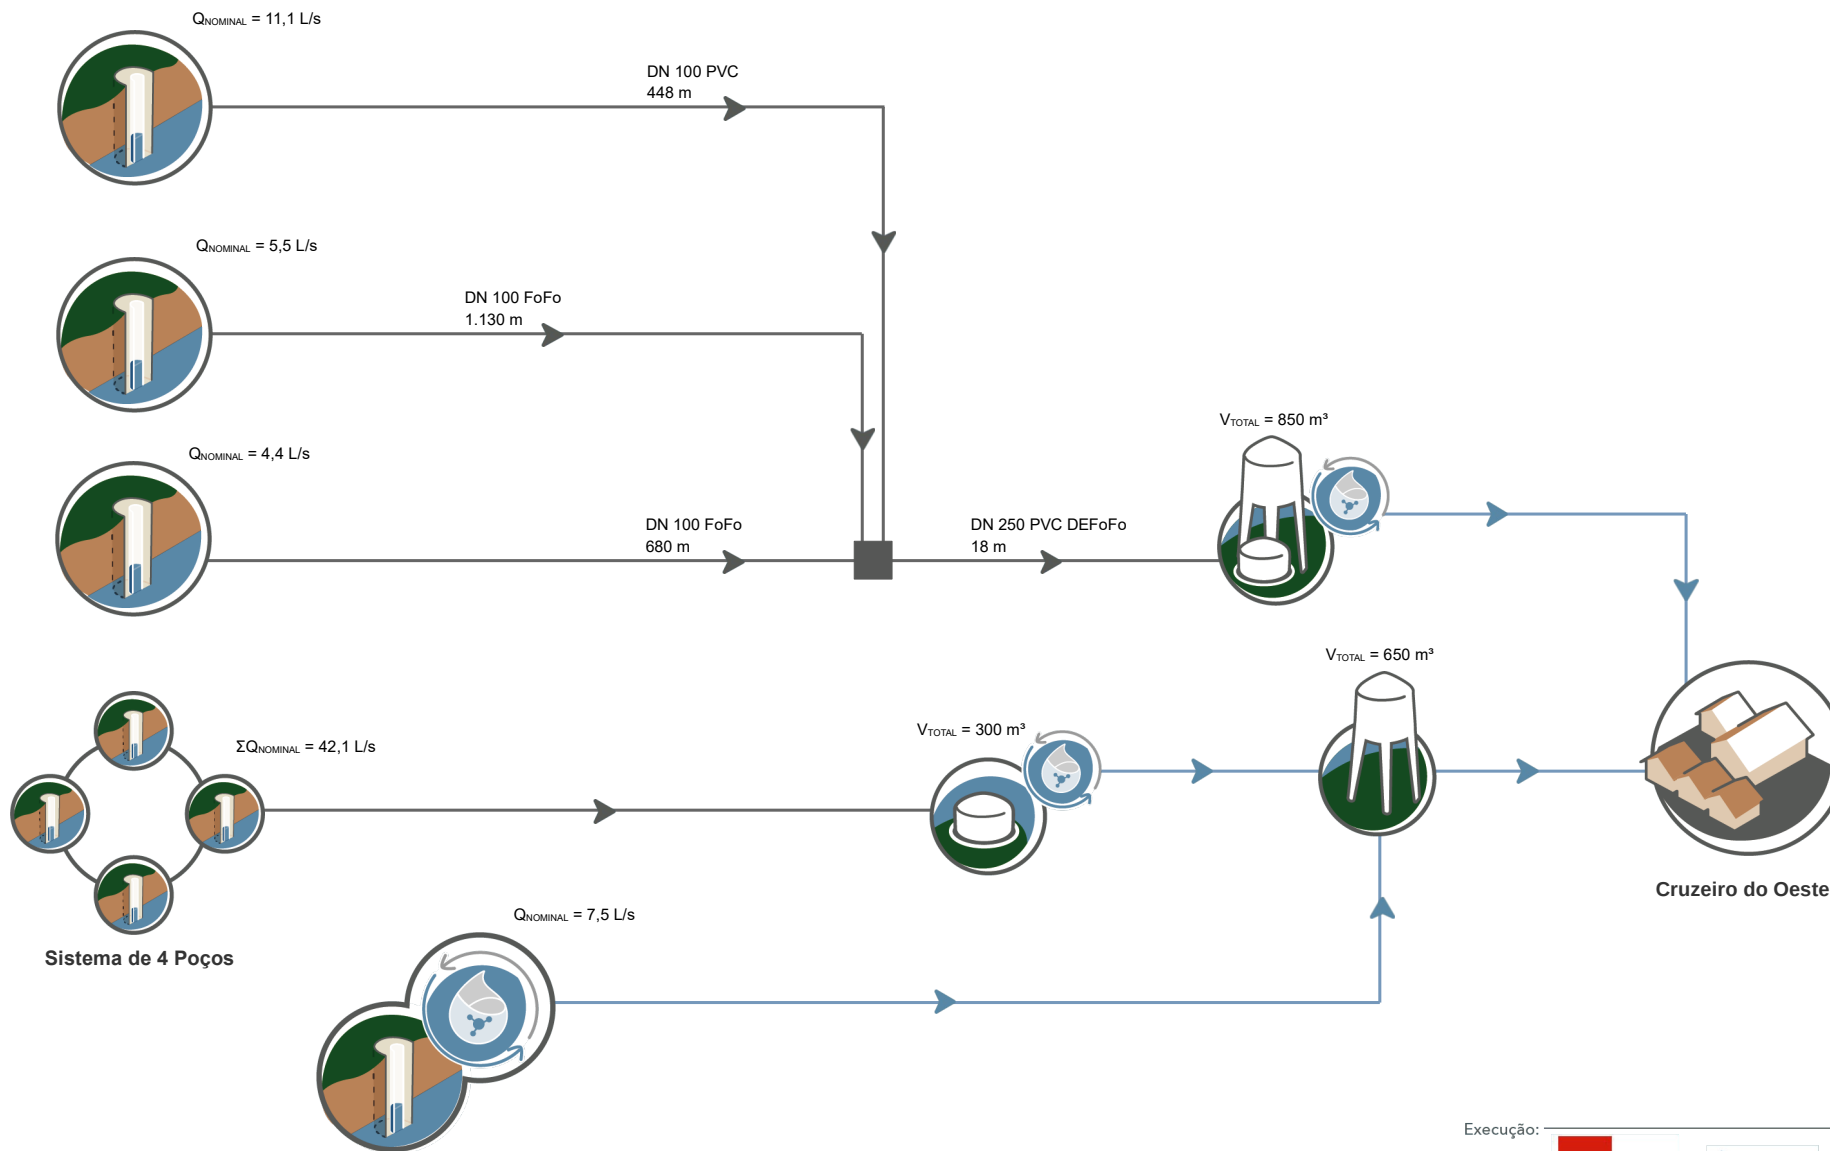 QNOMINAL = 11,1 L/s
DN 100 PVC
448 m
QNOMINAL = 5,5 L/s
DN 100 FoFo
1.130 m
QNOMINAL = 4,4 L/s
DN 100 FoFo
680 m
DN 250 PVC DEFoFo
18 m
VTOTAL = 850 m³
VTOTAL = 650 m³
ΣQNOMINAL = 42,1 L/s
VTOTAL = 300 m³
Cruzeiro do Oeste
QNOMINAL = 7,5 L/s
Sistema de 4 Poços
Execução: